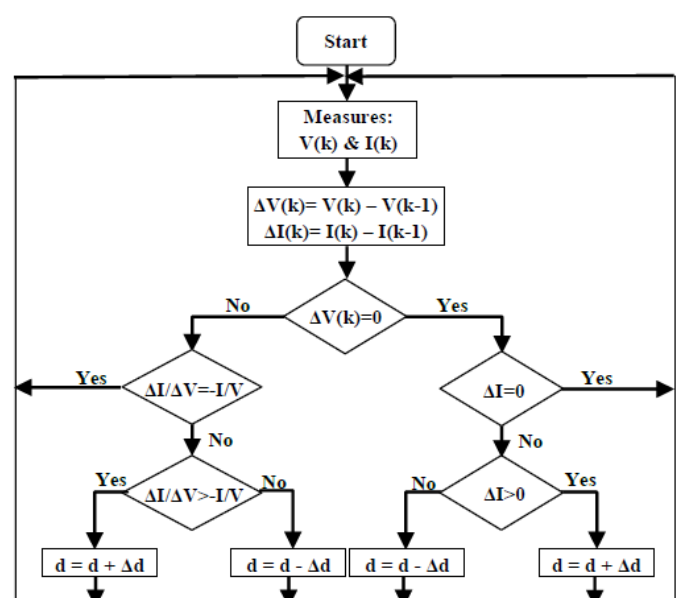 Start
Measures:
V(k) & I(k)
ΔV(k)= V(k) – V(k-1)
ΔI(k)= I(k) – I(k-1)
No
Yes
ΔV(k)=0
Yes
ΔI/ΔV=-I/V
ΔI=0
Yes
No
No
Yes
ΔI/ΔV>-I/V
No
No
ΔI>0
Yes
d = d + Δd
d = d - Δd
d = d - Δd
d = d + Δd